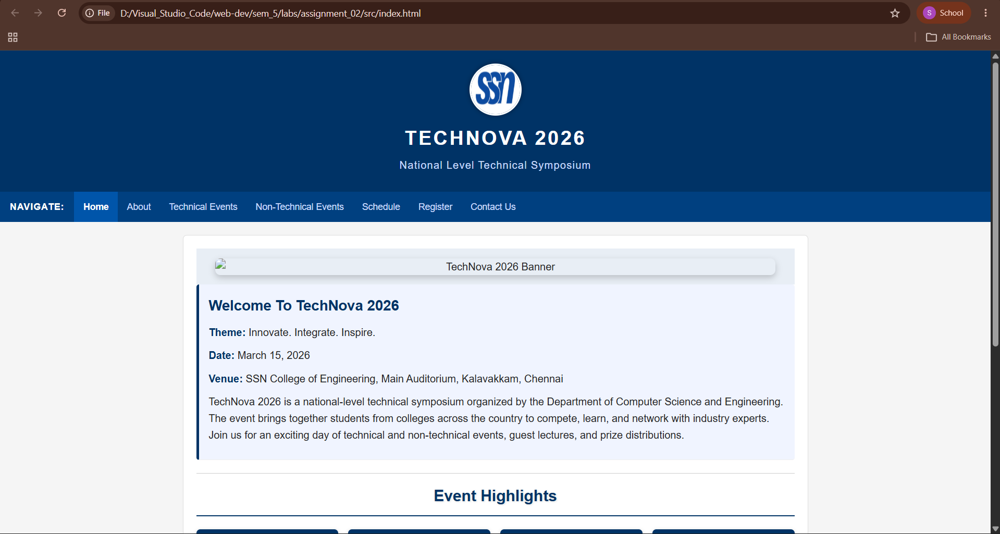 File D:/Visual_Studio_Code/web-dev/sem_5/labs/assignment_02/src/index.html S School
All Bookmarks
ssn
TECHNOVA 2026
National Level Technical Symposium
NAVIGATE: Home About Technical Events Non-Technical Events Schedule Register Contact Us
TechNova 2026 Banner
Welcome To TechNova 2026
Theme: Innovate. Integrate. Inspire.
Date: March 15, 2026
Venue: SSN College of Engineering, Main Auditorium, Kalavakkam, Chennai
TechNova 2026 is a national-level technical symposium organized by the Department of Computer Science and Engineering.
The event brings together students from colleges across the country to compete, learn, and network with industry experts.
Join us for an exciting day of technical and non-technical events, guest lectures, and prize distributions.
Event Highlights